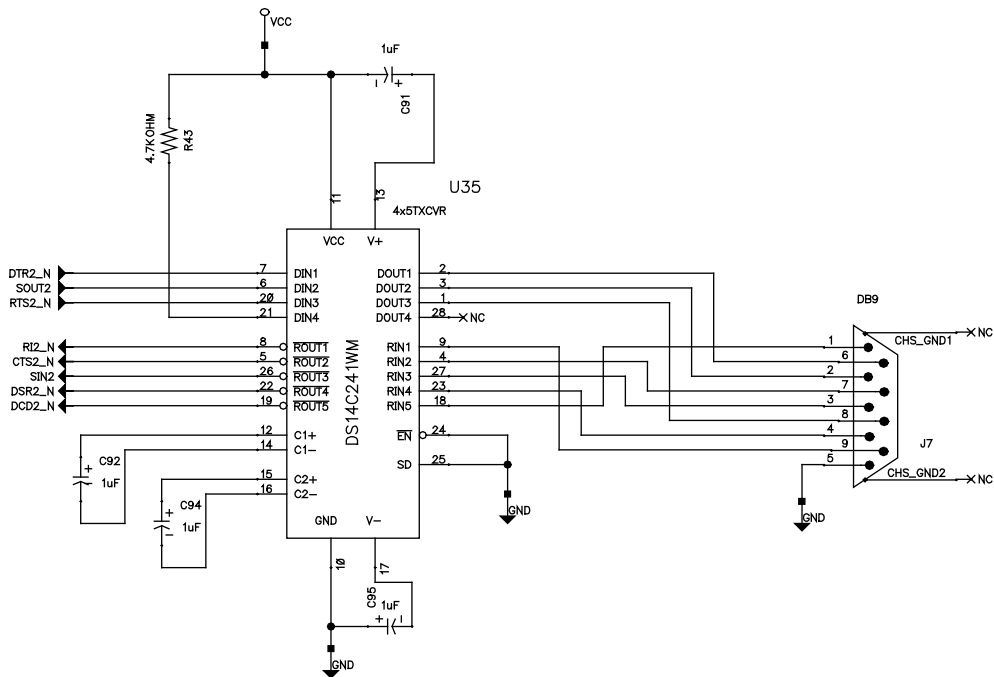 VCC
1uF
- +
C91
4.7KOHM
R43
U35
11
13
4x5TXCVR
VCC V+
DTR2_N 7 DIN1 DOUT1 2
SOUT2 6 DIN2 DOUT2 3
RTS2_N 20 DIN3 DOUT3 1
21 DIN4 DOUT4 28 NC
DB9
RI2_N 8 ROUT1 RIN1 9
CTS2_N 5 ROUT2 RIN2 4
SIN2 26 ROUT3 RIN3 27
DSR2_N 22 ROUT4 RIN4 23
DCD2_N 19 ROUT5 RIN5 18
DS14C241WM
CHS_GND1 NC
1
6
2
7
3
8
4
9
5
J7
CHS_GND2 NC
12 C1+ EN 24
14 C1-
+ C92
1uF
15 C2+ SD 25
16 C2-
+ C94
1uF
-
GND V-
GND
GND
10
17
C95
1uF
+ -
GND